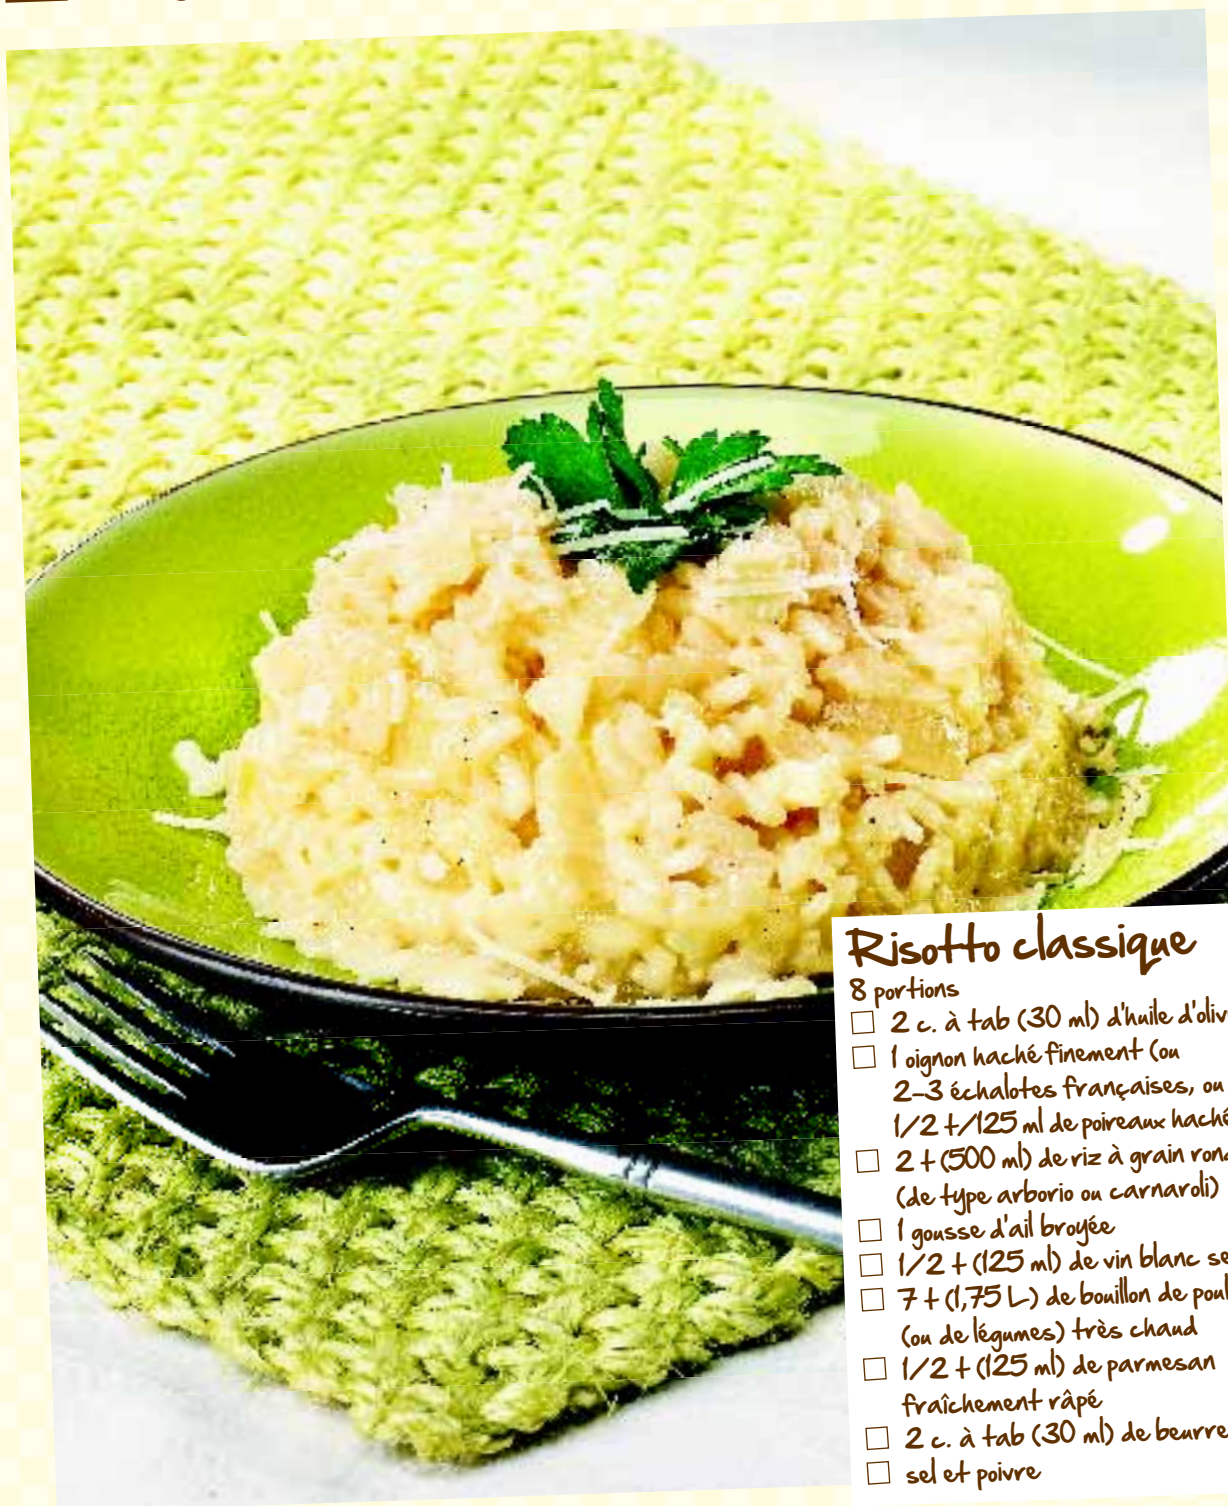 Risotto classique
8 portions
2 c. à tab (30 ml) d'huile d'oliv
1 oignon haché finement (ou
2-3 échalotes françaises, ou
1/2 t/125 ml de poireaux haché
2 t (500 ml) de riz à grain ron
(de type arborio ou carnaroli)
1 gousse d'ail broyée
1/2 t (125 ml) de vin blanc se
7 t (1,75 L) de bouillon de poul
(ou de légumes) très chaud
1/2 t (125 ml) de parmesan
fraîchement râpé
2 c. à tab (30 ml) de beurre
sel et poivre